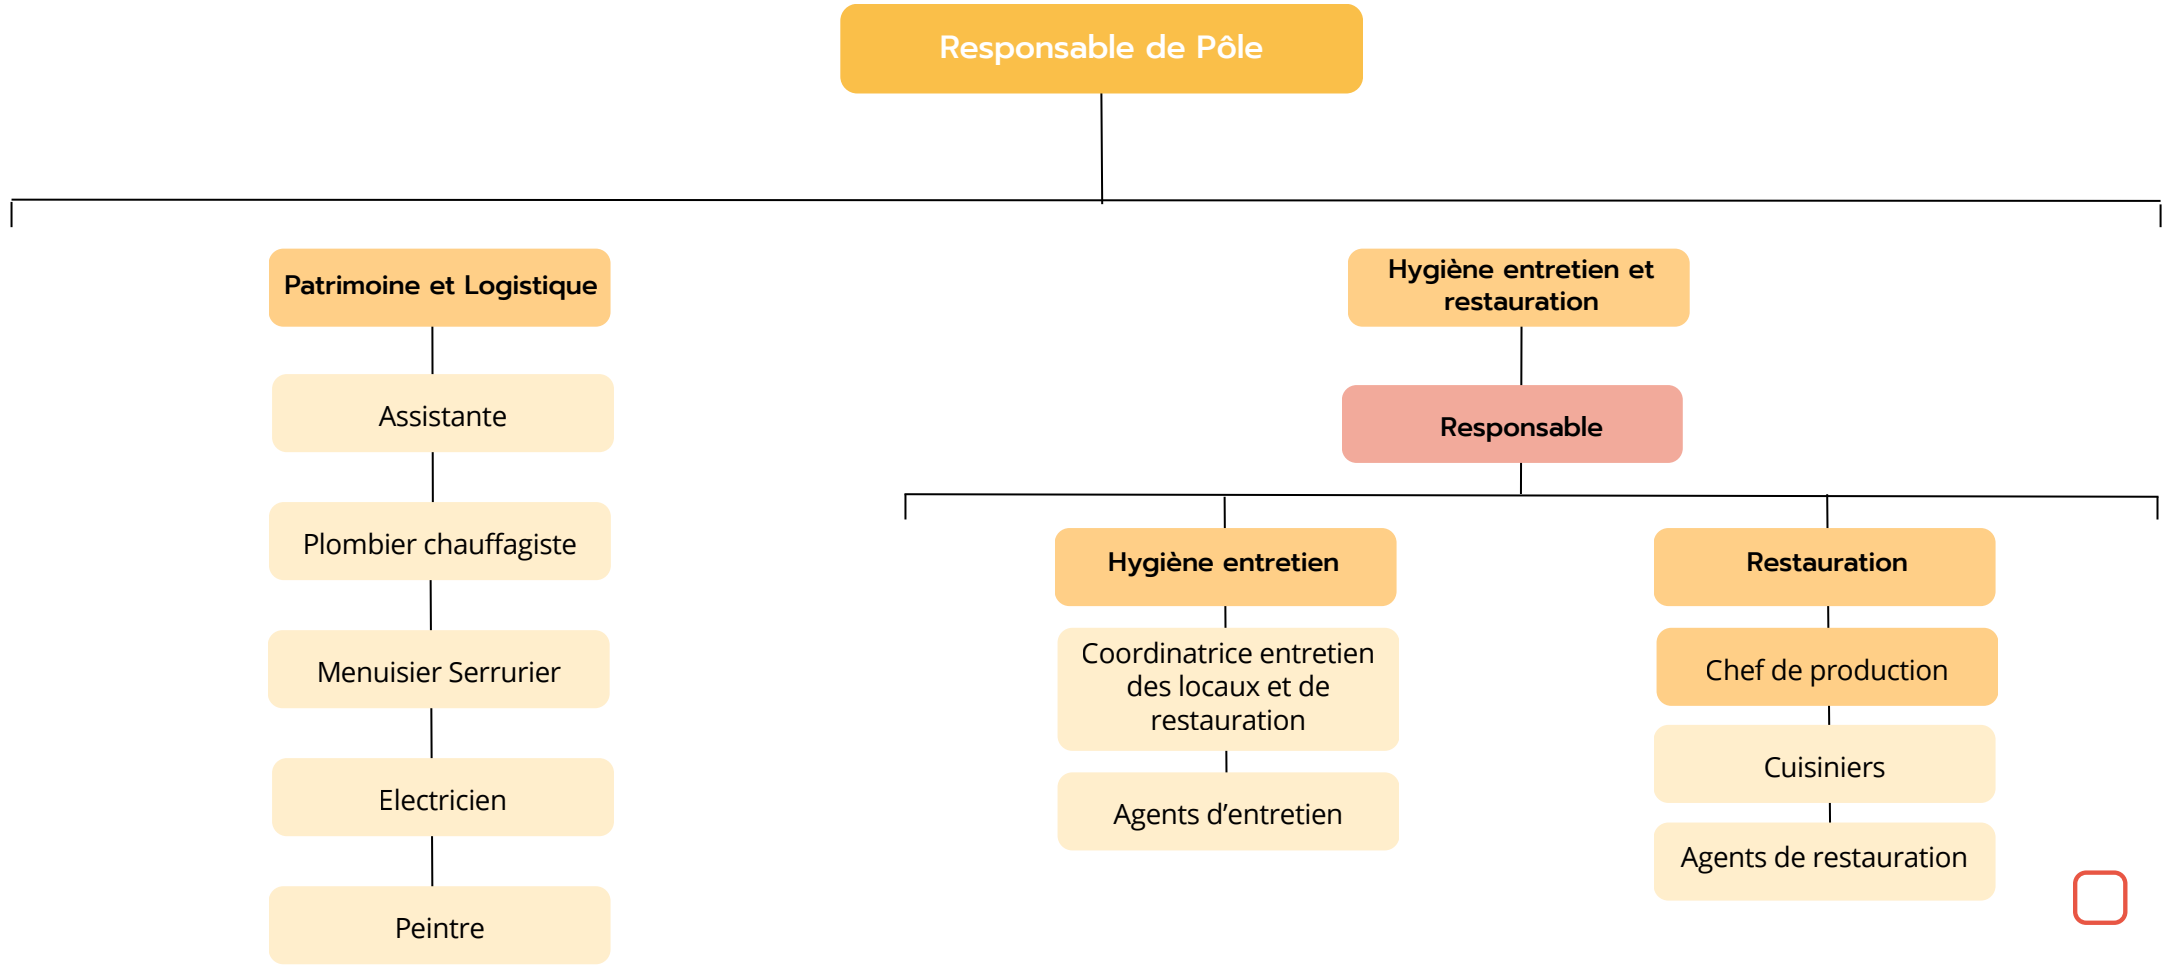 Responsable de Pôle
Patrimoine et Logistique
Assistante
Plombier chauffagiste
Menuisier Serrurier
Electricien
Peintre
Hygiène entretien et
restauration
Responsable
Hygiène entretien
Coordinatrice entretien
des locaux et de
restauration
Agents d’entretien
Restauration
Chef de production
Cuisiniers
Agents de restauration